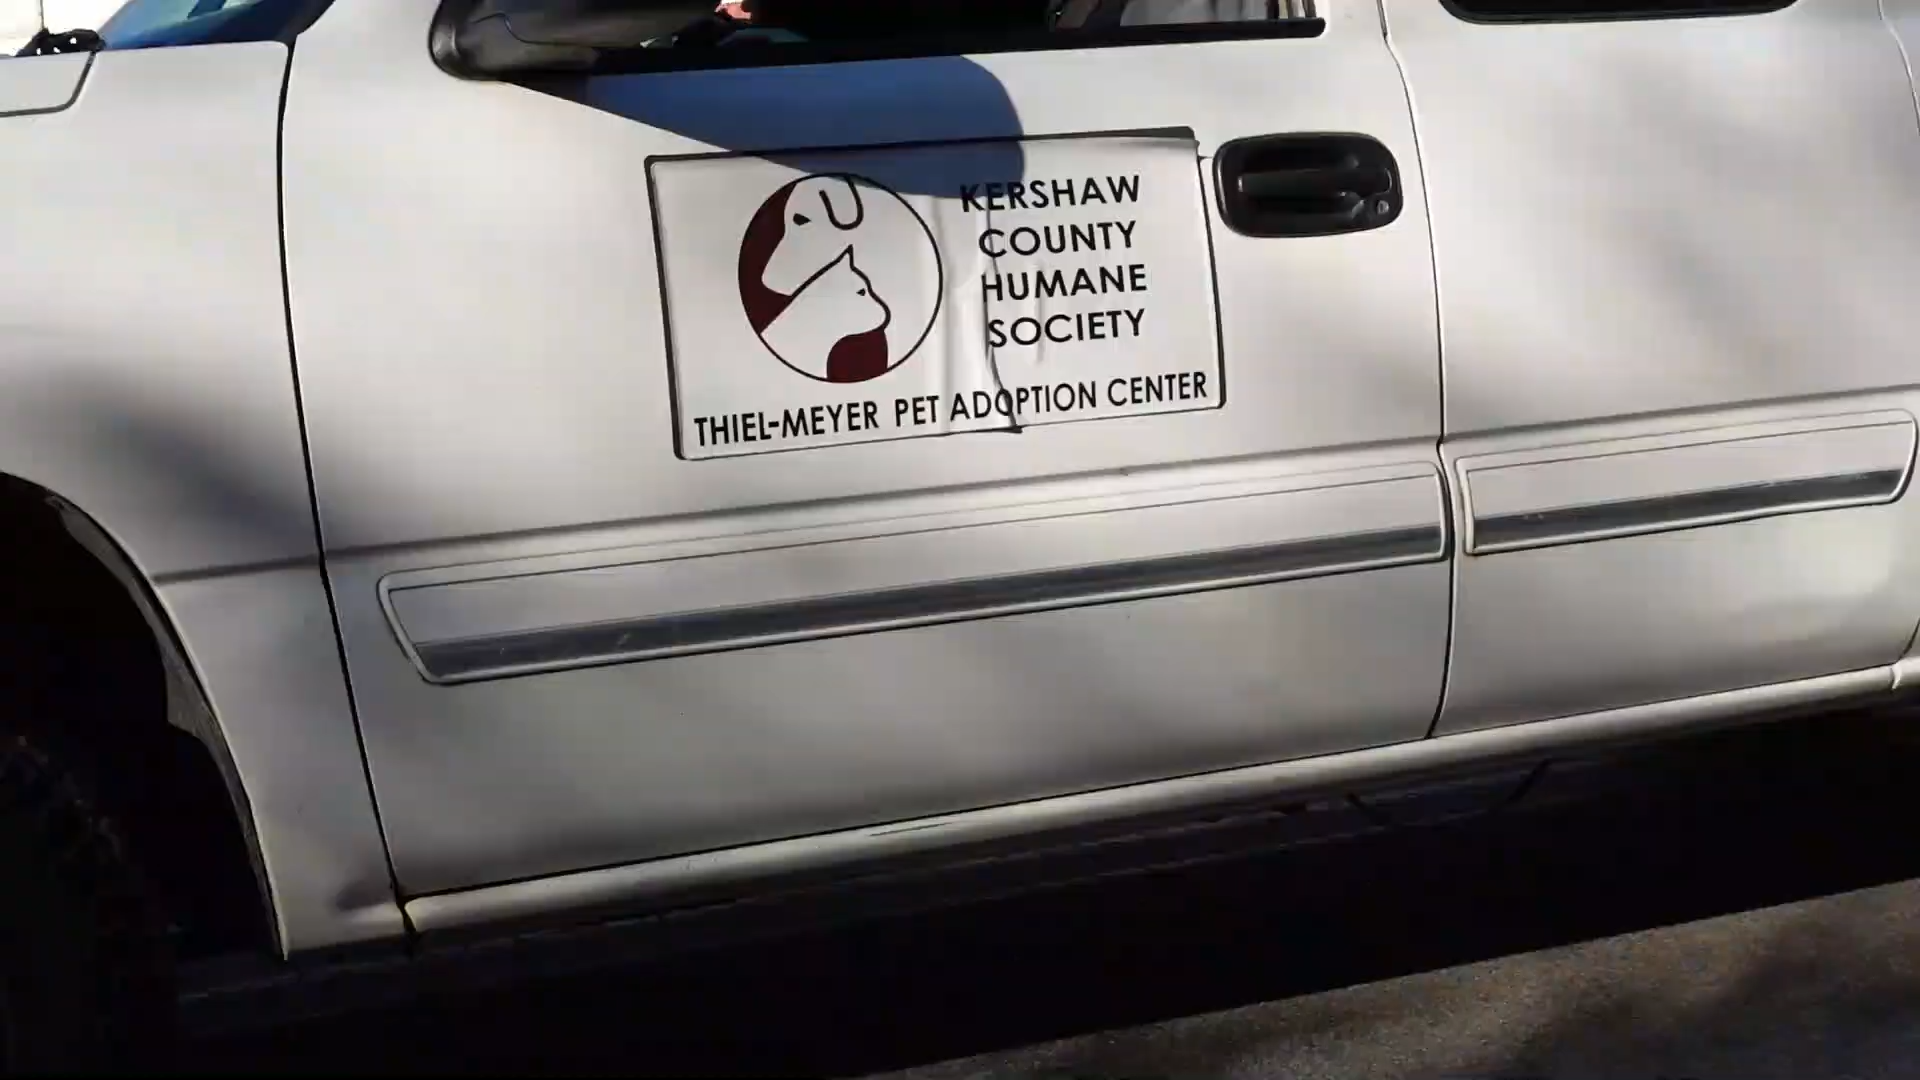 KERSHAW
COUNTY
HUMANE
SOCIETY
THIEL-MEYER PET ADOPTION CENTER